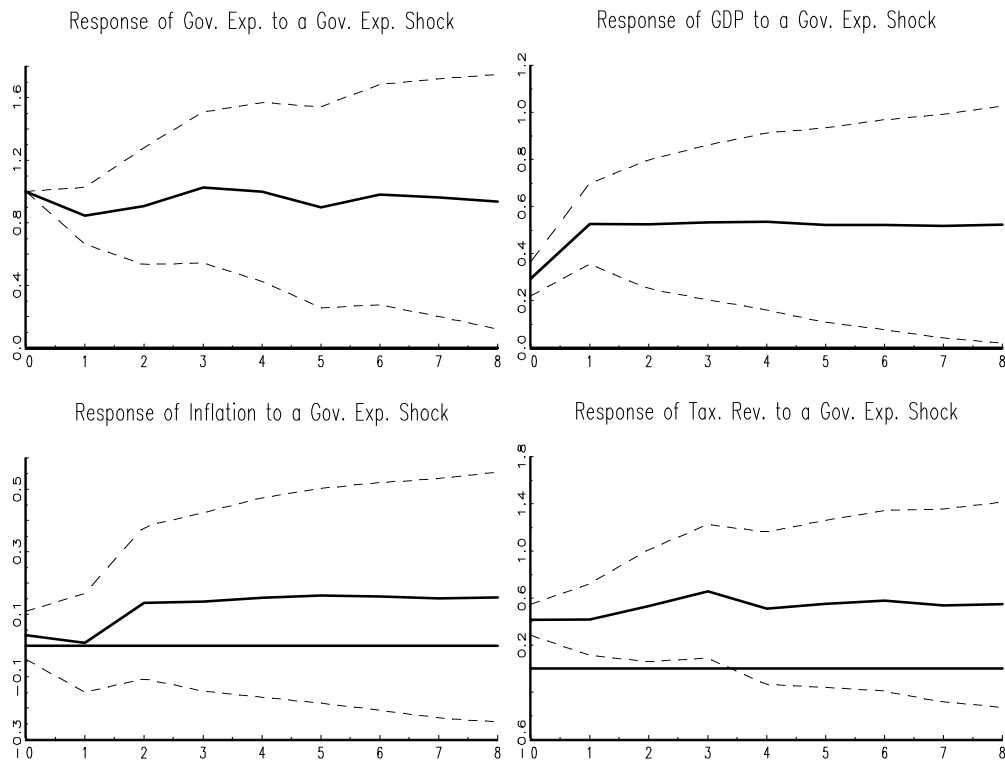 Response of Gov. Exp. to a Gov. Exp. Shock
1.6
1.2
0.8
0.4
0.0
0 1 2 3 4 5 6 7 8
Response of GDP to a Gov. Exp. Shock
1.2
1.0
0.8
0.6
0.4
0.2
0.0
0 1 2 3 4 5 6 7 8
Response of Inflation to a Gov. Exp. Shock
0.5
0.3
0.1
-0.1
-0.3
0 1 2 3 4 5 6 7 8
Response of Tax. Rev. to a Gov. Exp. Shock
1.8
1.4
1.0
0.6
0.2
-0.6
0 1 2 3 4 5 6 7 8